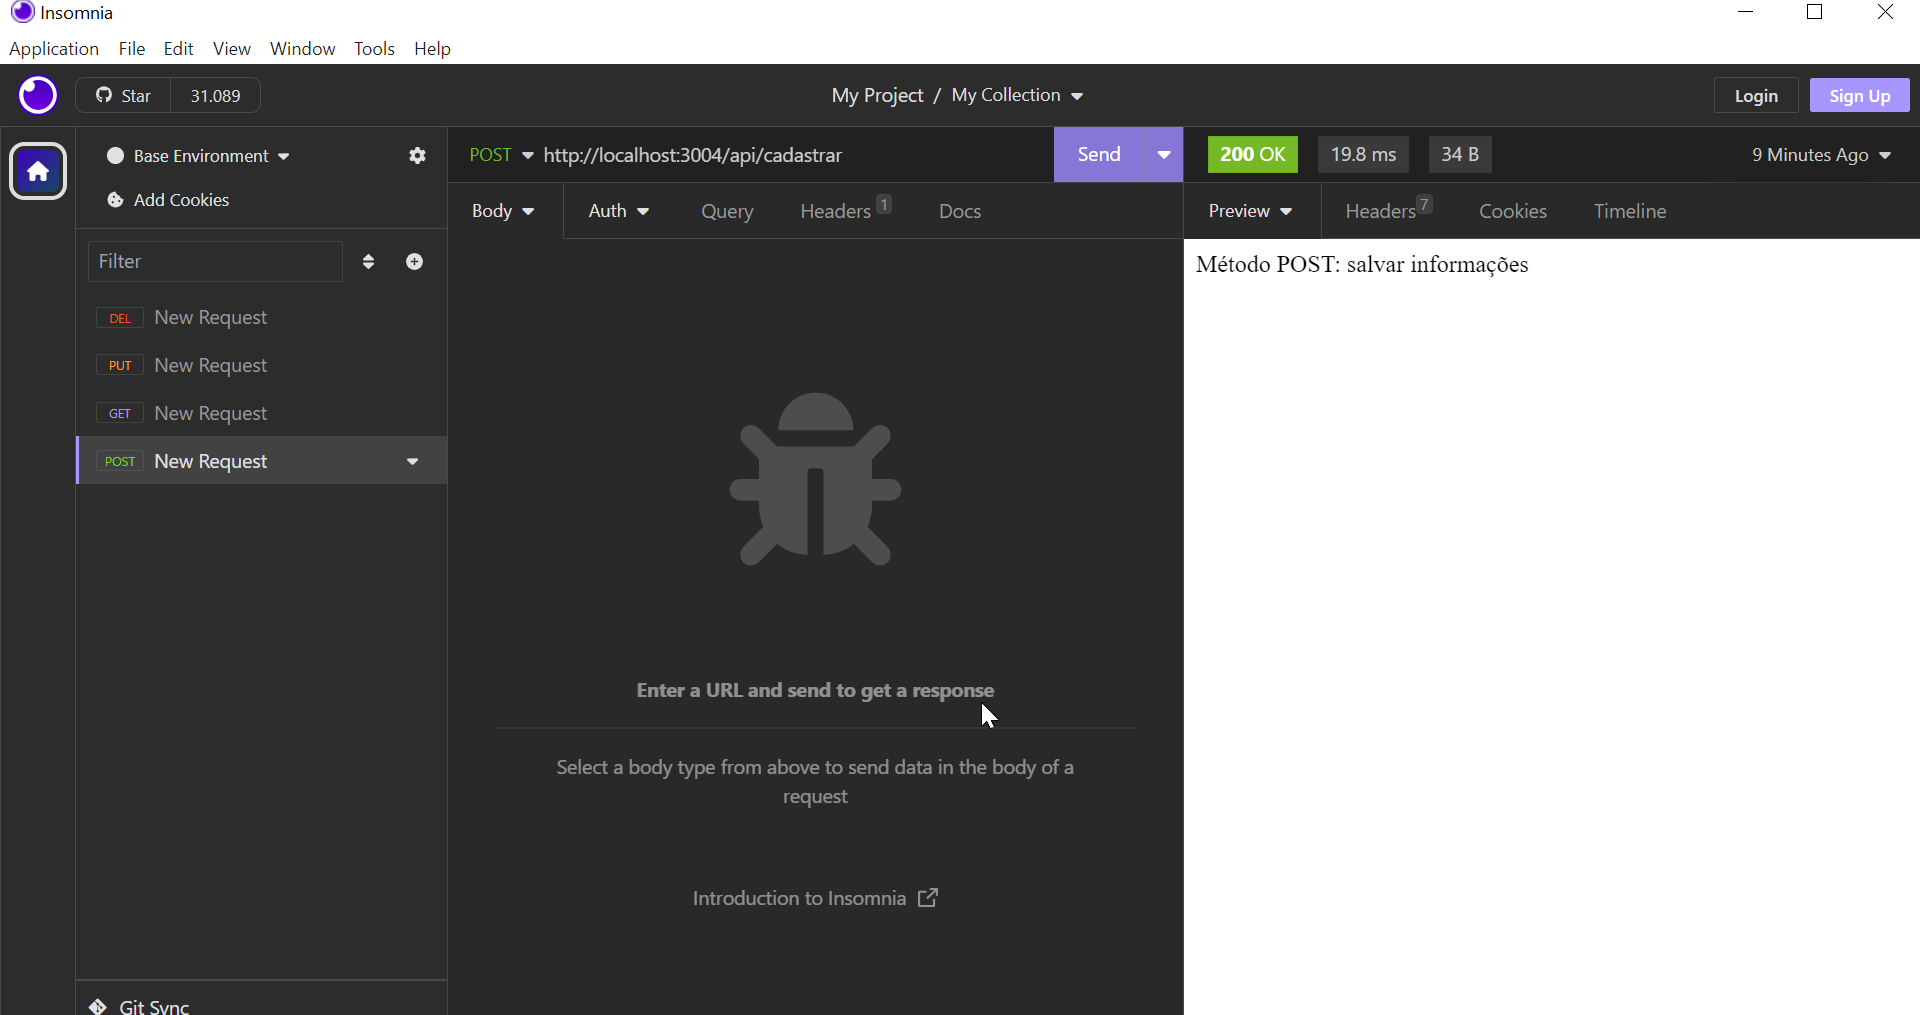 Insomnia
Application File Edit View Window Tools Help
Star 31.089
My Project / My Collection
Login Sign Up
Base Environment
Add Cookies
Filter
DEL New Request
PUT New Request
GET New Request
POST New Request
Git Sync
POST http://localhost:3004/api/cadastrar Send
Body Auth Query Headers 1 Docs
Enter a URL and send to get a response
Select a body type from above to send data in the body of a
request
Introduction to Insomnia
200 OK 19.8 ms 34 B 9 Minutes Ago
Preview Headers 7 Cookies Timeline
Método POST: salvar informações